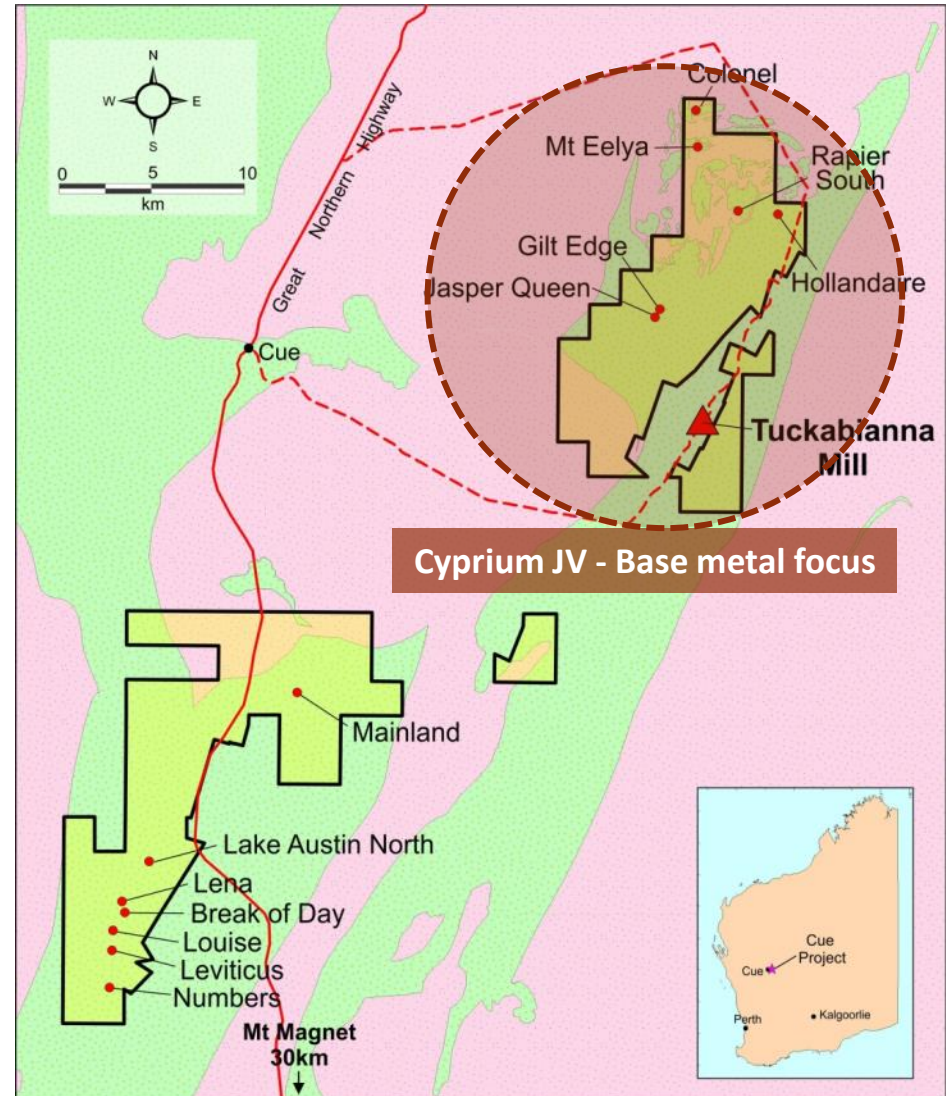 N
W
E
S
0
5
10
km
Great Northern Highway
Colonel
Mt Eelya
Rapier
South
Gilt Edge
Jasper Queen
Hollandaire
Cue
Tuckabianna
Mill
Cyprium JV - Base metal focus
Mainland
Lake Austin North
Lena
Break of Day
Louise
Leviticus
Numbers
Mt Magnet
30km
Cue
Project
Cue
Perth
Kalgoorlie